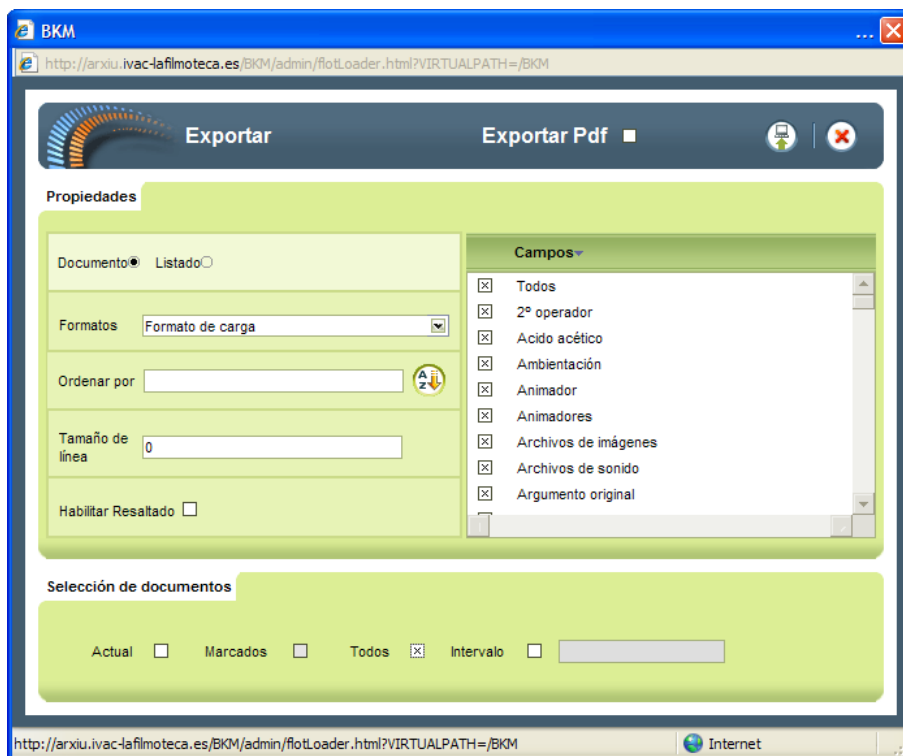 BKM
...
http://arxiu.ivac-lafilmoteca.es/BKM/admin/flotLoader.html?VIRTUALPATH=/BKM
Exportar Exportar Pdf
Propiedades
Documento Listado
Formatos Formato de carga
Ordenar por
Tamaño de
línea 0
Habilitar Resaltado
Campos
Todos
2º operador
Acido acético
Ambientación
Animador
Animadores
Archivos de imágenes
Archivos de sonido
Argumento original
Selección de documentos
Actual Marcados Todos Intervalo
http://arxiu.ivac-lafilmoteca.es/BKM/admin/flotLoader.html?VIRTUALPATH=/BKM Internet